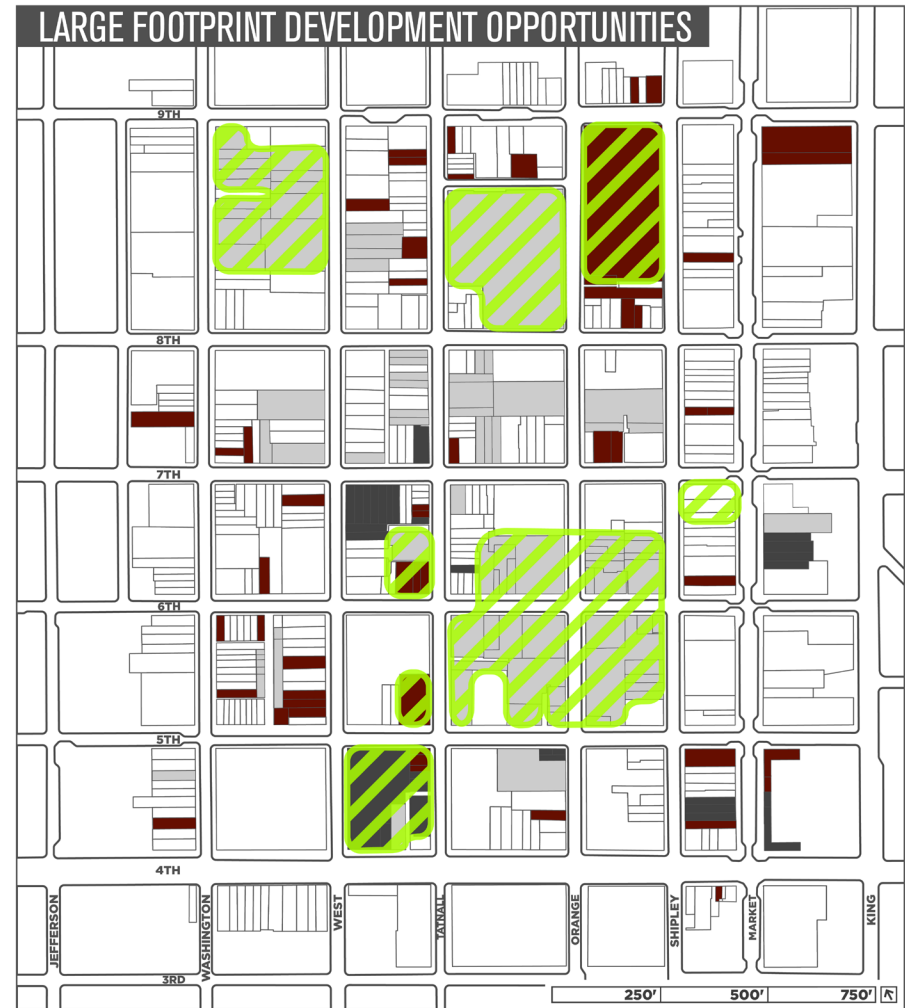 LARGE FOOTPRINT DEVELOPMENT OPPORTUNITIES
9TH
8TH
7TH
6TH
5TH
4TH
JEFFERSON
WASHINGTON
WEST
TATNALL
ORANGE
SHIPLEY
MARKET
KING
3RD
250' 500' 750'